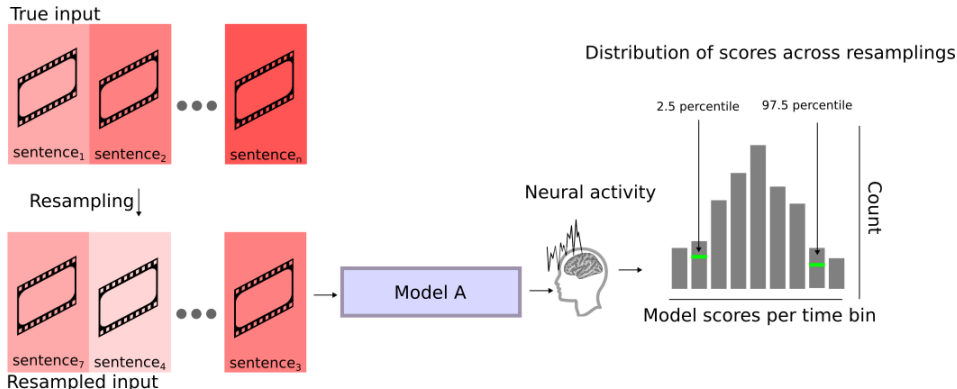 True input
sentence₁
sentence₂
sentenceₙ
Resampling
sentence₇
sentence₄
sentence₃
Resampled input
Model A
Neural activity
Distribution of scores across resamplings
2.5 percentile
97.5 percentile
Count
Model scores per time bin